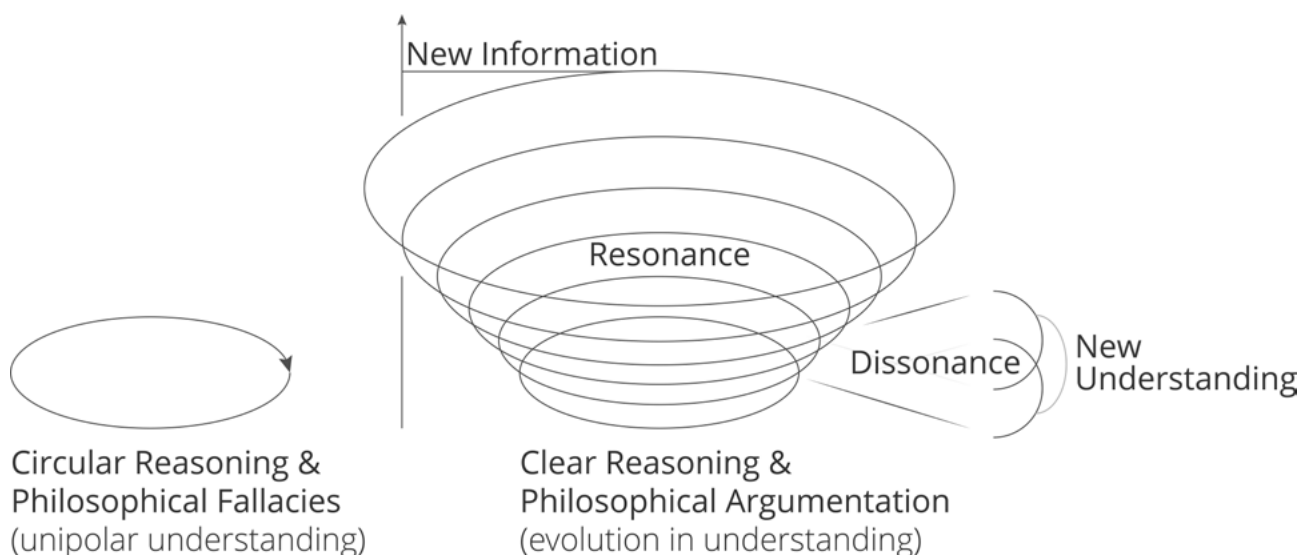 New Information
Resonance
Dissonance
New
Understanding
Circular Reasoning &
Philosophical Fallacies
(unipolar understanding)
Clear Reasoning &
Philosophical Argumentation
(evolution in understanding)